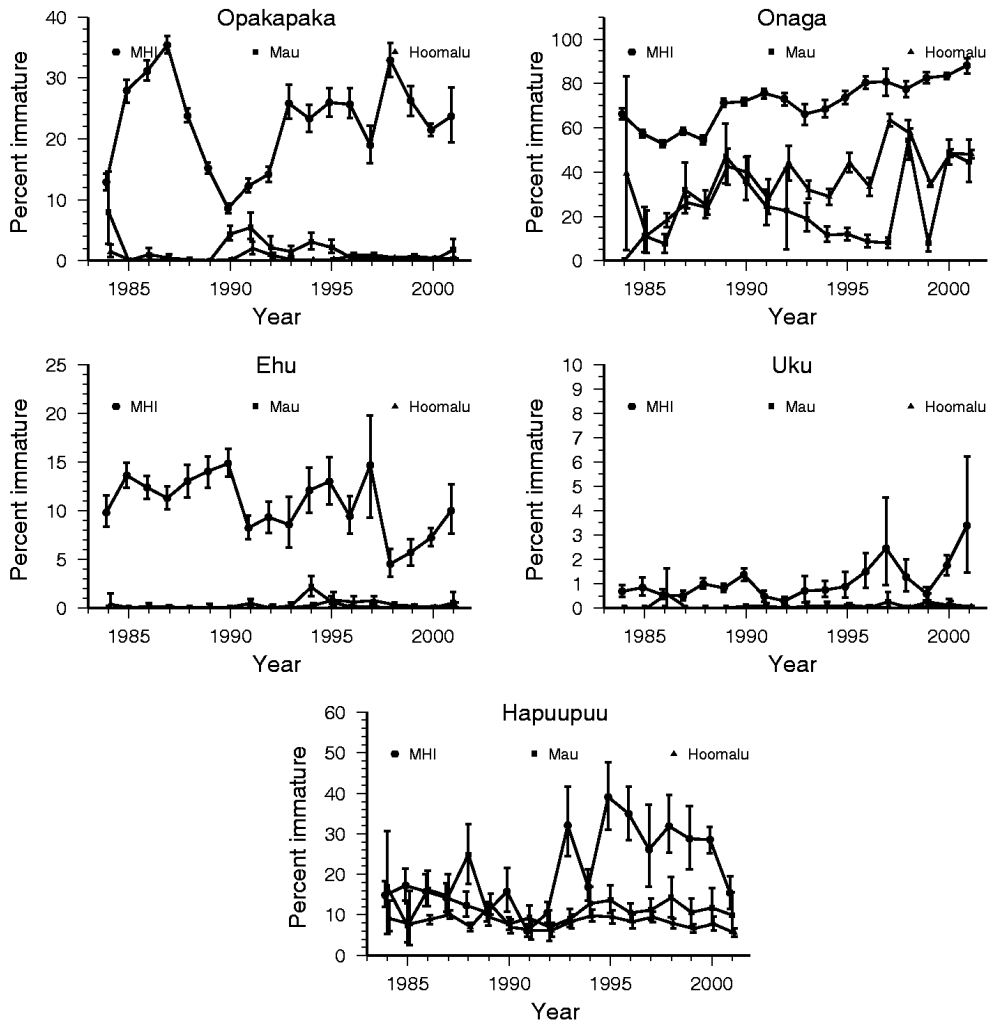 Opakapaka
MHI Mau Hoomalu
Percent immature
40
30
20
10
0
1985 1990 1995 2000
Year
Onaga
MHI Mau Hoomalu
Percent immature
100
80
60
40
20
0
1985 1990 1995 2000
Year
Ehu
MHI Mau Hoomalu
Percent immature
25
20
15
10
5
0
1985 1990 1995 2000
Year
Uku
MHI Mau Hoomalu
Percent immature
10
9
8
7
6
5
4
3
2
1
0
1985 1990 1995 2000
Year
Hapuupuu
MHI Mau Hoomalu
Percent immature
60
50
40
30
20
10
0
1985 1990 1995 2000
Year